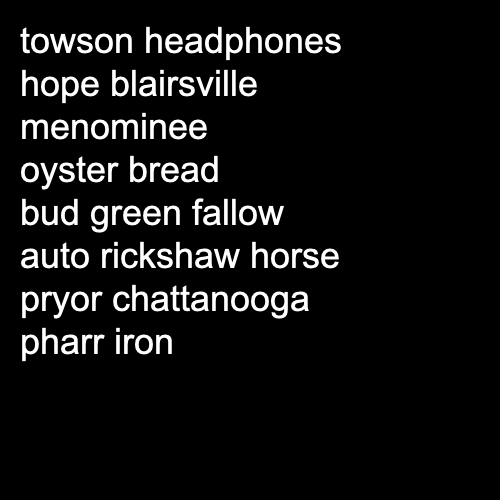 towson headphones
hope blairsville
menominee
oyster bread
bud green fallow
auto rickshaw horse
pryor chattanooga
pharr iron